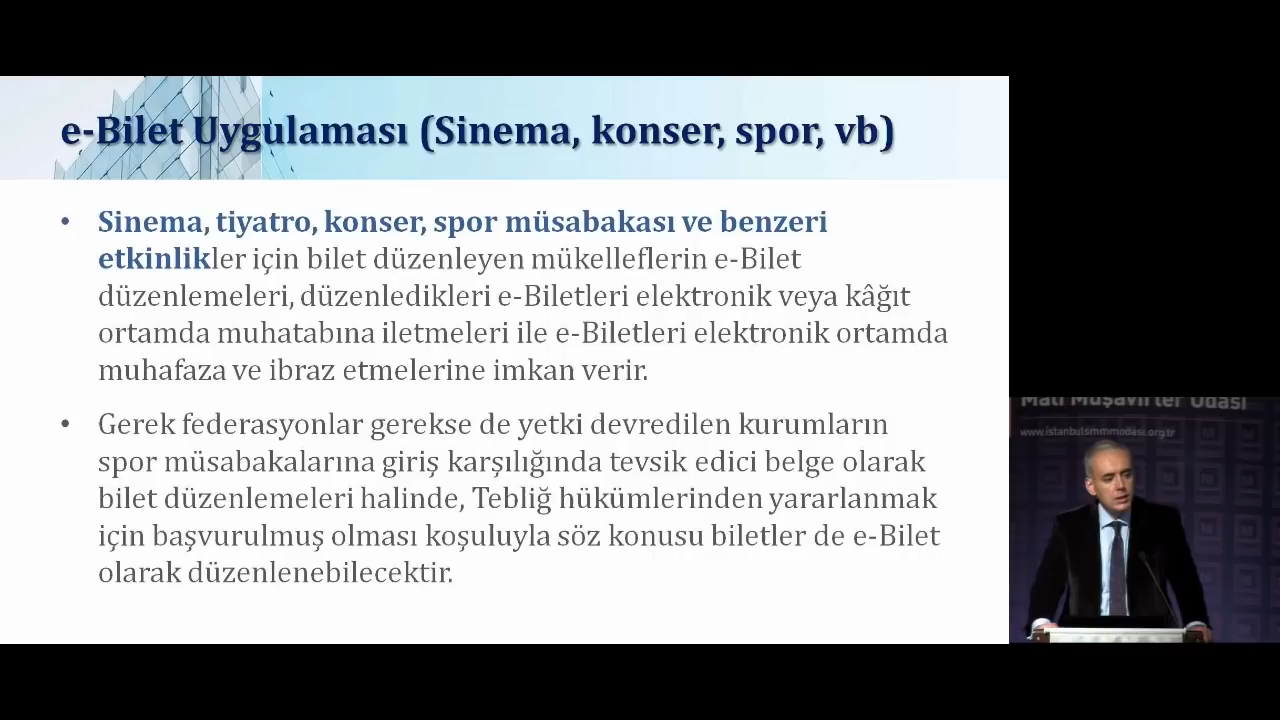 e-Bilet Uygulaması (Sinema, konser, spor, vb)
• Sinema, tiyatro, konser, spor müsabakası ve benzeri
etkinlikler için bilet düzenleyen mükelleflerin e-Bilet
düzenlemeleri, düzenledikleri e-Biletleri elektronik veya kâğıt
ortamda muhatabına iletmeleri ile e-Biletleri elektronik ortamda
muhafaza ve ibraz etmelerine imkan verir.
• Gerek federasyonlar gerekse de yetki devredilen kurumların
spor müsabakalarına giriş karşılığında tevsik edici belge olarak
bilet düzenlemeleri halinde, Tebliğ hükümlerinden yararlanmak
için başvurulmuş olması koşuluyla söz konusu biletler de e-Bilet
olarak düzenlenebilecektir.
Mali Müşavirler Odası
www.istanbulsmmmodasi.org.tr